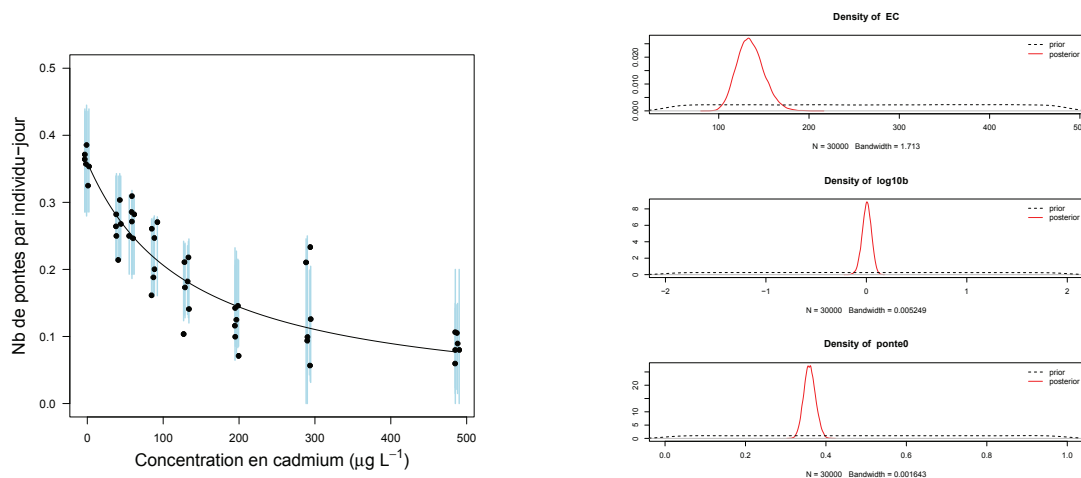 Nb de pontes par individu-jour
0.5
0.4
0.3
0.2
0.1
0.0
0 100 200 300 400 500
Concentration en cadmium (µg L⁻¹)
Density of EC
0.000 0.010 0.020
prior
posterior
100 200 300 400 500
N = 30000 Bandwidth = 1.713
Density of log10b
0 2 4 6 8
prior
posterior
−2 −1 0 1 2
N = 30000 Bandwidth = 0.005249
Density of ponte0
0 5 10 20
prior
posterior
0.0 0.2 0.4 0.6 0.8 1.0
N = 30000 Bandwidth = 0.001643